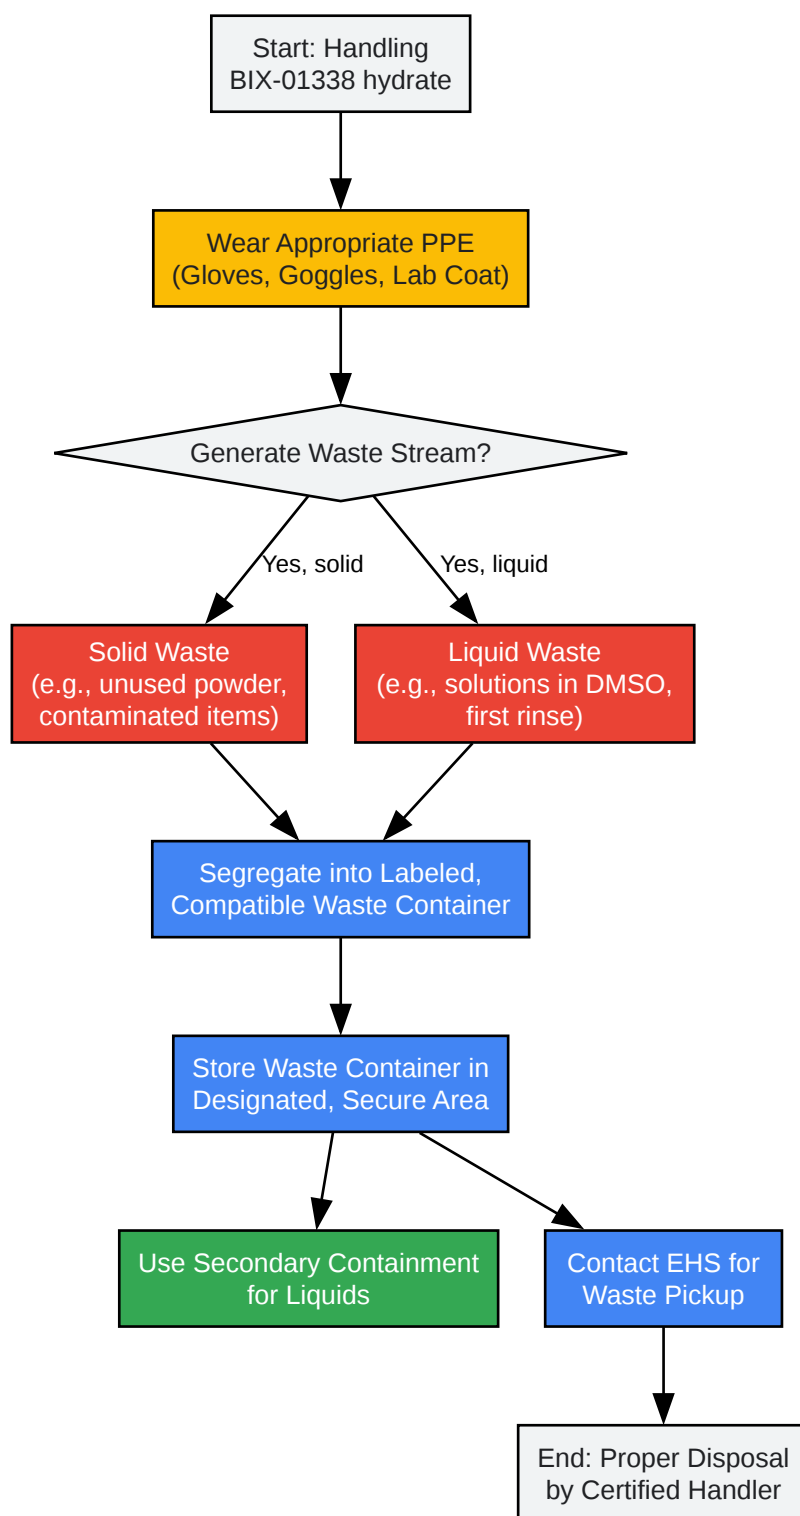 Start: Handling
BIX-01338 hydrate
Wear Appropriate PPE
(Gloves, Goggles, Lab Coat)
Generate Waste Stream?
Yes, solid
Yes, liquid
Solid Waste
(e.g., unused powder,
contaminated items)
Liquid Waste
(e.g., solutions in DMSO,
first rinse)
Segregate into Labeled,
Compatible Waste Container
Store Waste Container in
Designated, Secure Area
Use Secondary Containment
for Liquids
Contact EHS for
Waste Pickup
End: Proper Disposal
by Certified Handler